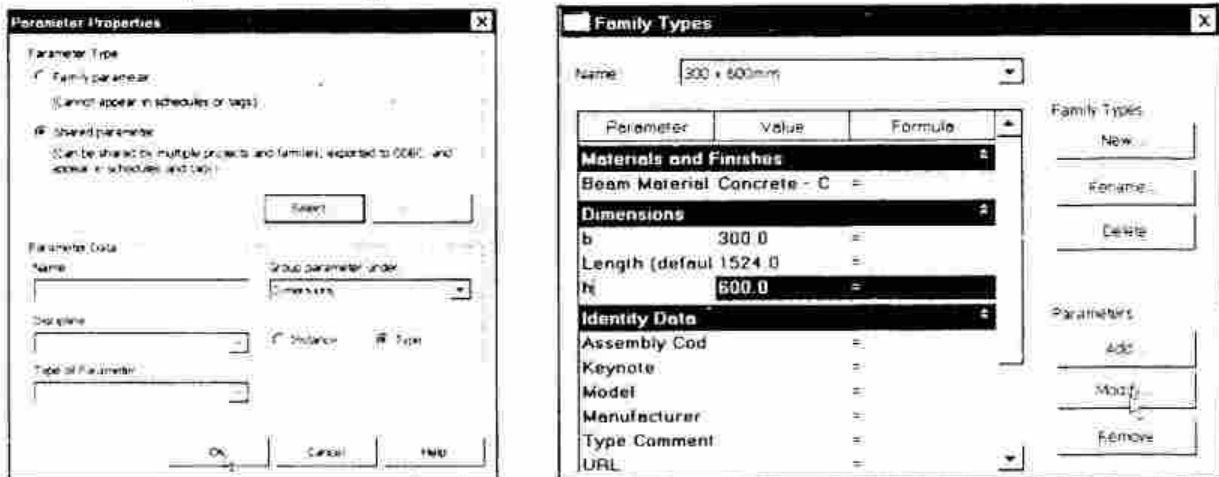 Parameter Properties
Parameter Type
Family parameter
(Cannot appear in schedules or tags)
Shared parameter
(Can be shared by multiple projects and families, exported to ODBC, and
appear in schedules and tags)
Select
Parameter Data
Name
Group parameter under
Dimensions
Discipline
Instance
Type
Type of Parameter
OK
Cancel
Help
Family Types
Name:
300 x 600mm
Parameter Value Formula
Materials and Finishes
Beam Material Concrete - C =
Dimensions
b 300.0 =
Length (defaul 1524.0 =
h 600.0 =
Identity Data
Assembly Cod =
Keynote =
Model =
Manufacturer =
Type Comment =
URL =
Family Types
New...
Rename...
Delete
Parameters
Add...
Modify...
Remove